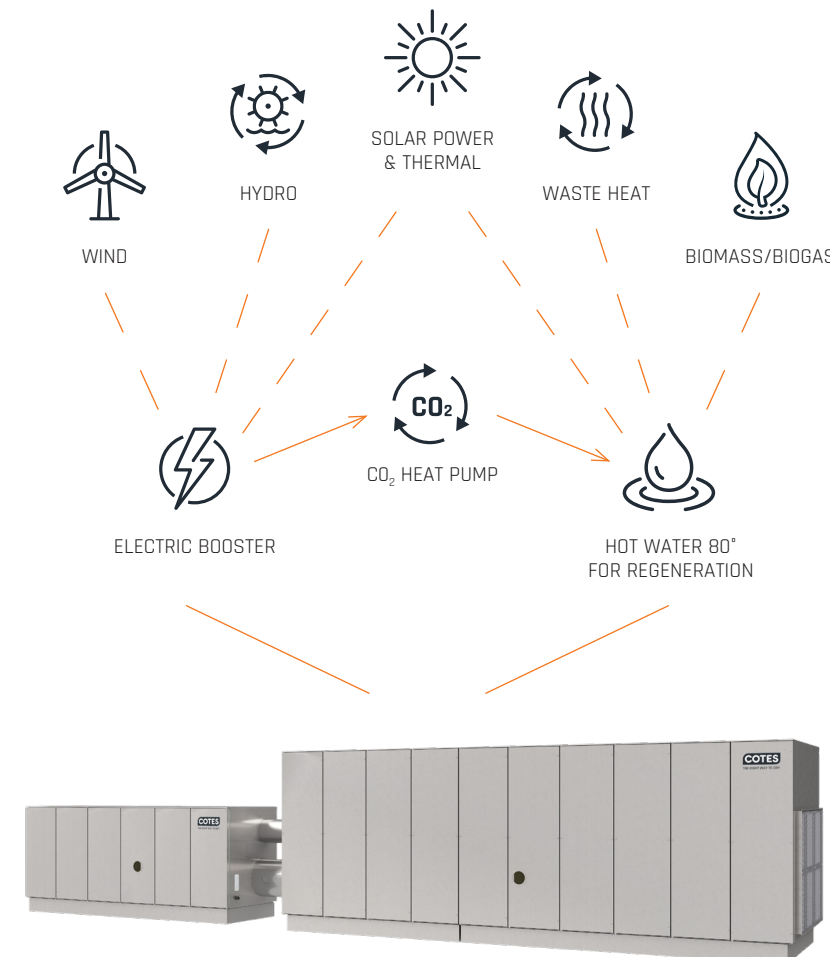 SOLAR POWER
& THERMAL
HYDRO
WASTE HEAT
WIND
BIOMASS/BIOGAS
CO₂
CO₂ HEAT PUMP
ELECTRIC BOOSTER
HOT WATER 80°
FOR REGENERATION
COTES
COTES